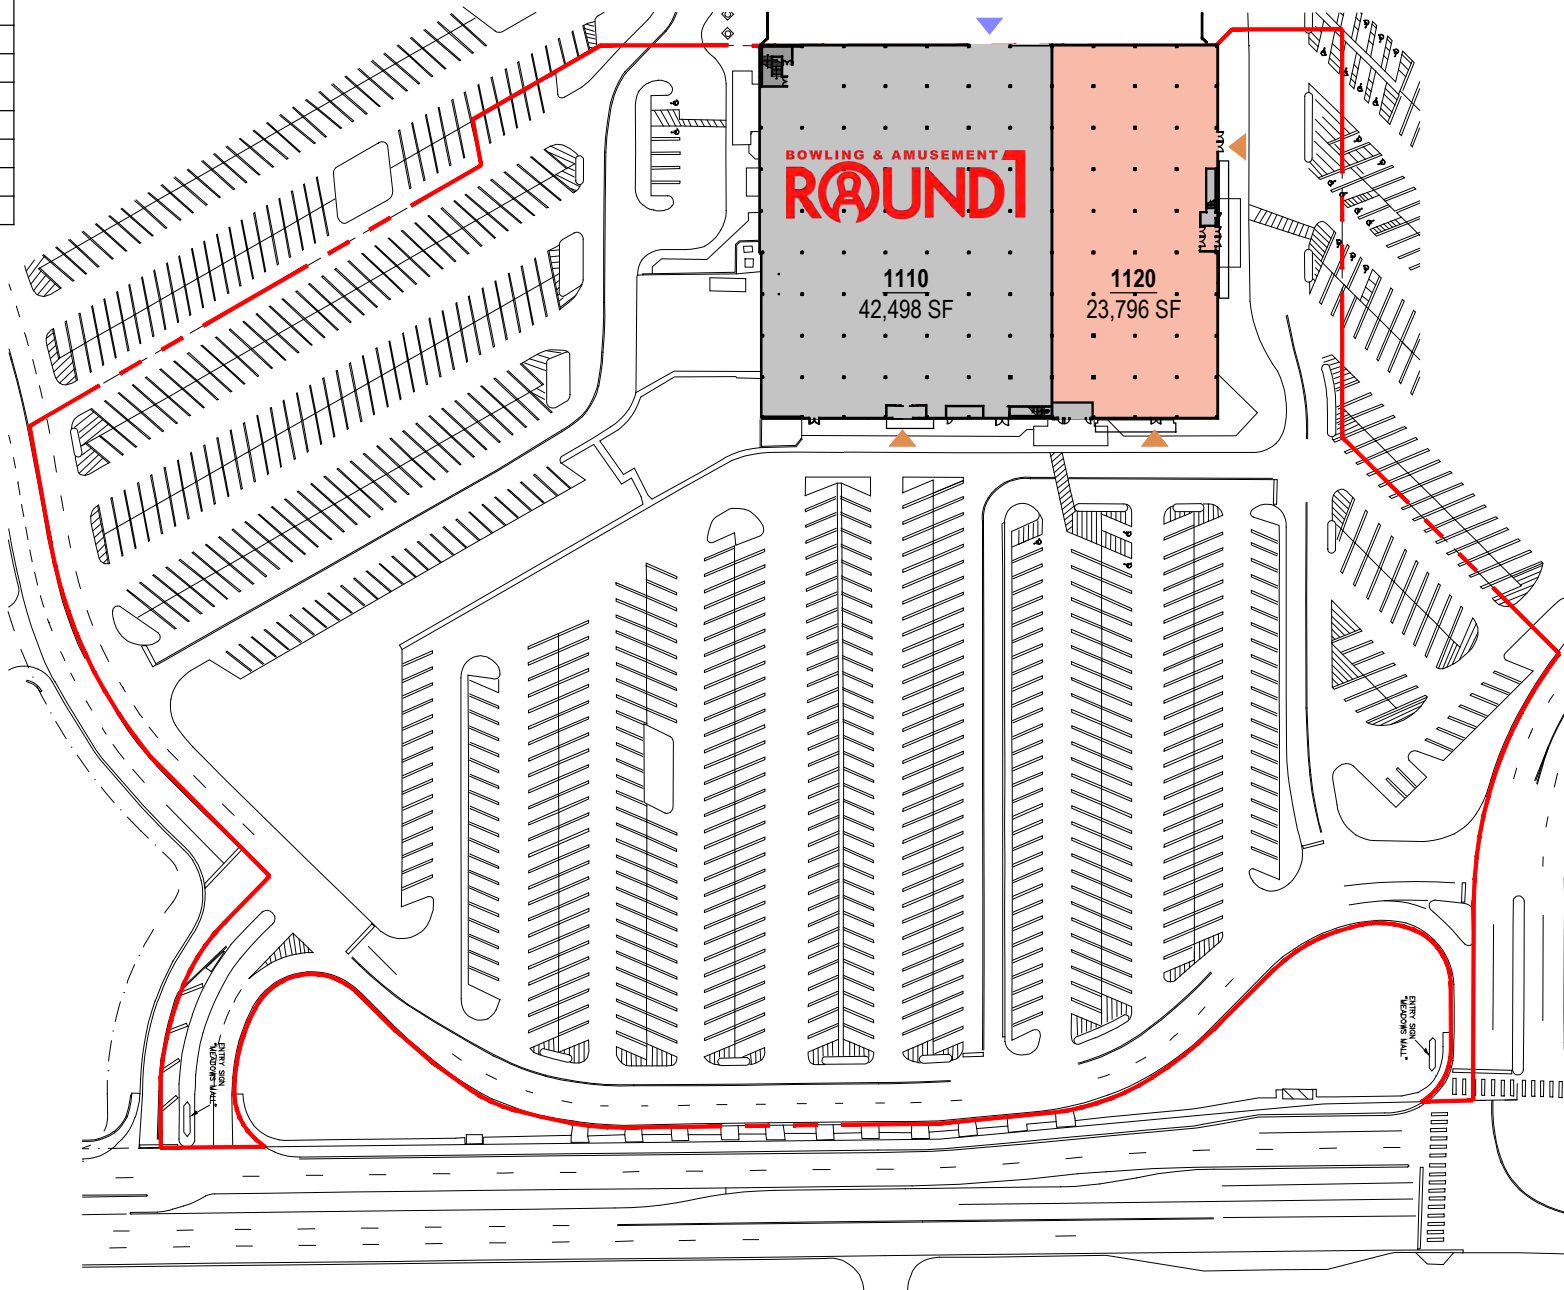 BOWLING & AMUSEMENT
ROUND1
1110
42,498 SF
1120
23,796 SF
ENTRY SIGN
"MEADOWS MALL"
ENTRY SIGN
"MEADOWS MALL"